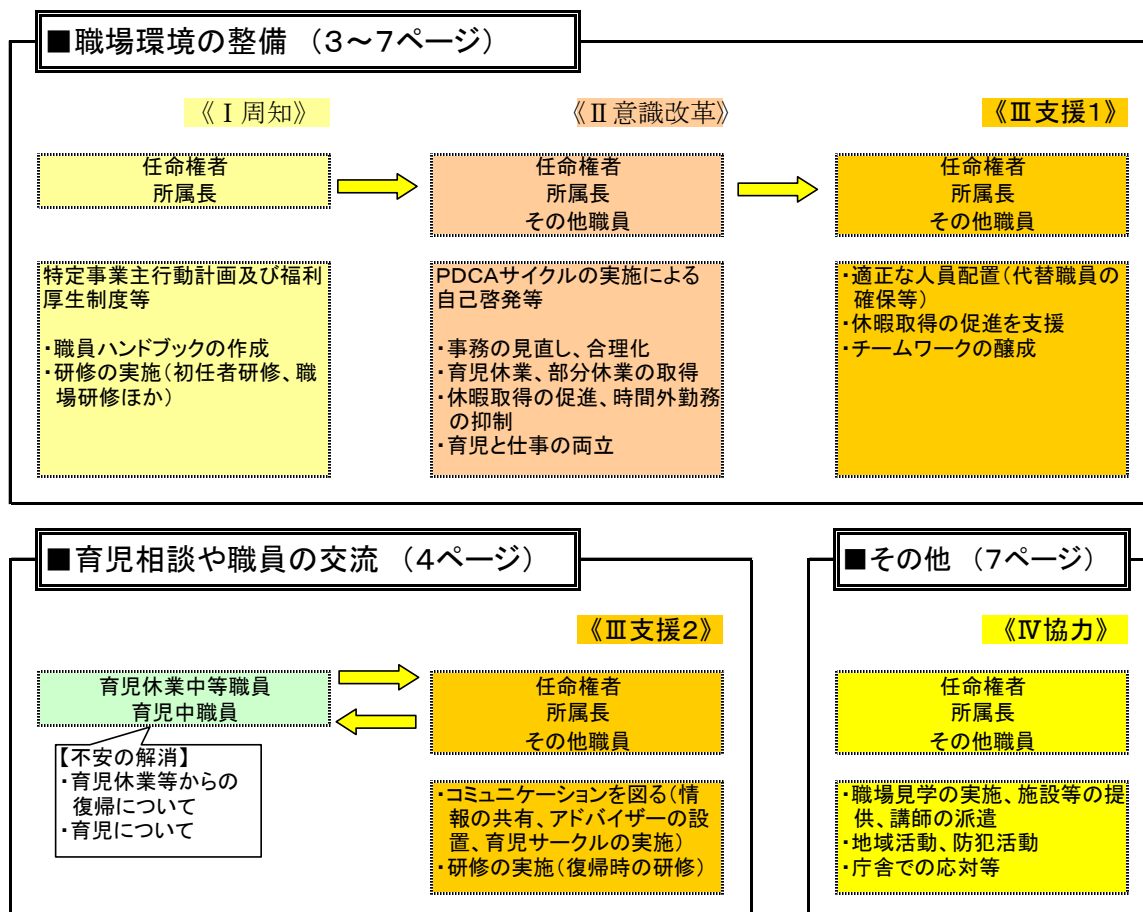 ■職場環境の整備 (3~7ページ)
《Ⅰ周知》
任命権者
所属長
特定事業主行動計画及び福利
厚生制度等
・職員ハンドブックの作成
・研修の実施(初任者研修、職
場研修ほか)
《Ⅱ意識改革》
任命権者
所属長
その他職員
PDCAサイクルの実施による
自己啓発等
・事務の見直し、合理化
・育児休業、部分休業の取得
・休暇取得の促進、時間外勤務
の抑制
・育児と仕事の両立
《Ⅲ支援1》
任命権者
所属長
その他職員
・適正な人員配置(代替職員の
確保等)
・休暇取得の促進を支援
・チームワークの醸成
■育児相談や職員の交流 (4ページ)
育児休業中等職員
育児中職員
【不安の解消】
・育児休業等からの
復帰について
・育児について
《Ⅲ支援2》
任命権者
所属長
その他職員
・コミュニケーションを図る(情
報の共有、アドバイザーの設
置、育児サークルの実施)
・研修の実施(復帰時の研修)
■その他 (7ページ)
《Ⅳ協力》
任命権者
所属長
その他職員
・職場見学の実施、施設等の提
供、講師の派遣
・地域活動、防犯活動
・庁舎での応対等